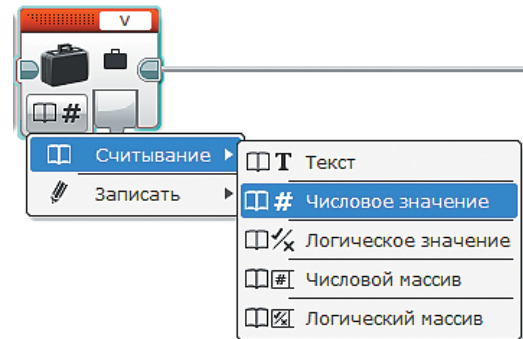 V
#
Считывание
Записать
T Текст
# Числовое значение
Логическое значение
# Числовой массив
Логический массив